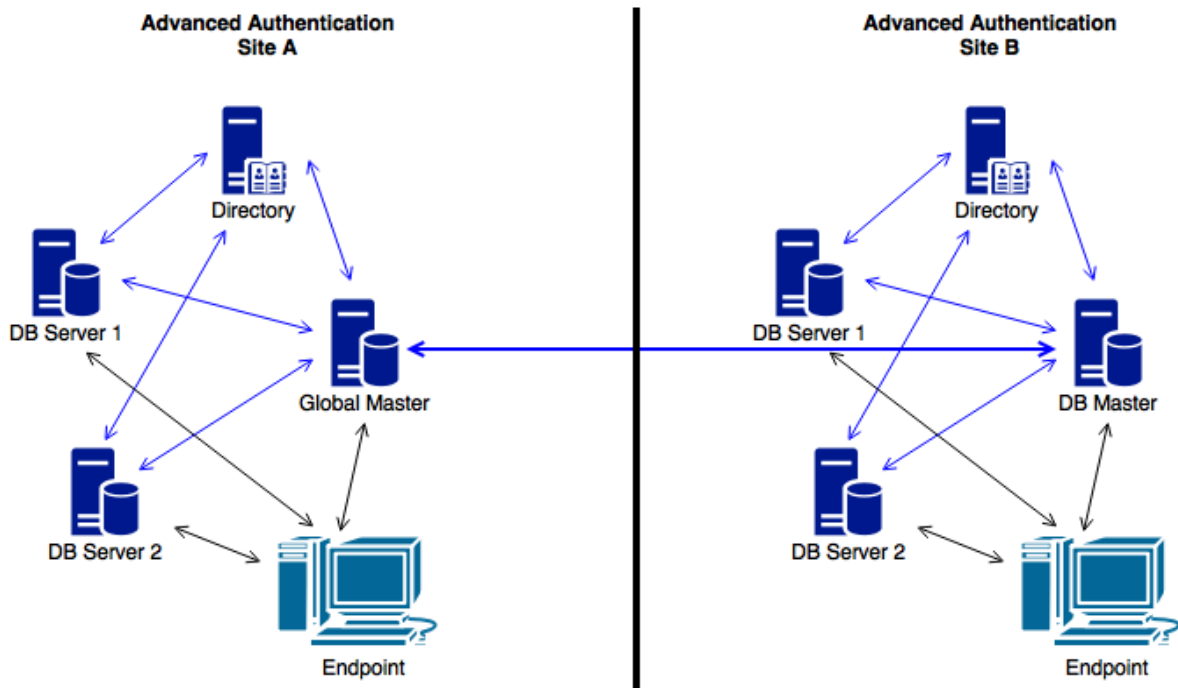 Advanced Authentication
Site A
Directory
DB Server 1
Global Master
DB Server 2
Endpoint
Advanced Authentication
Site B
Directory
DB Server 1
DB Master
DB Server 2
Endpoint